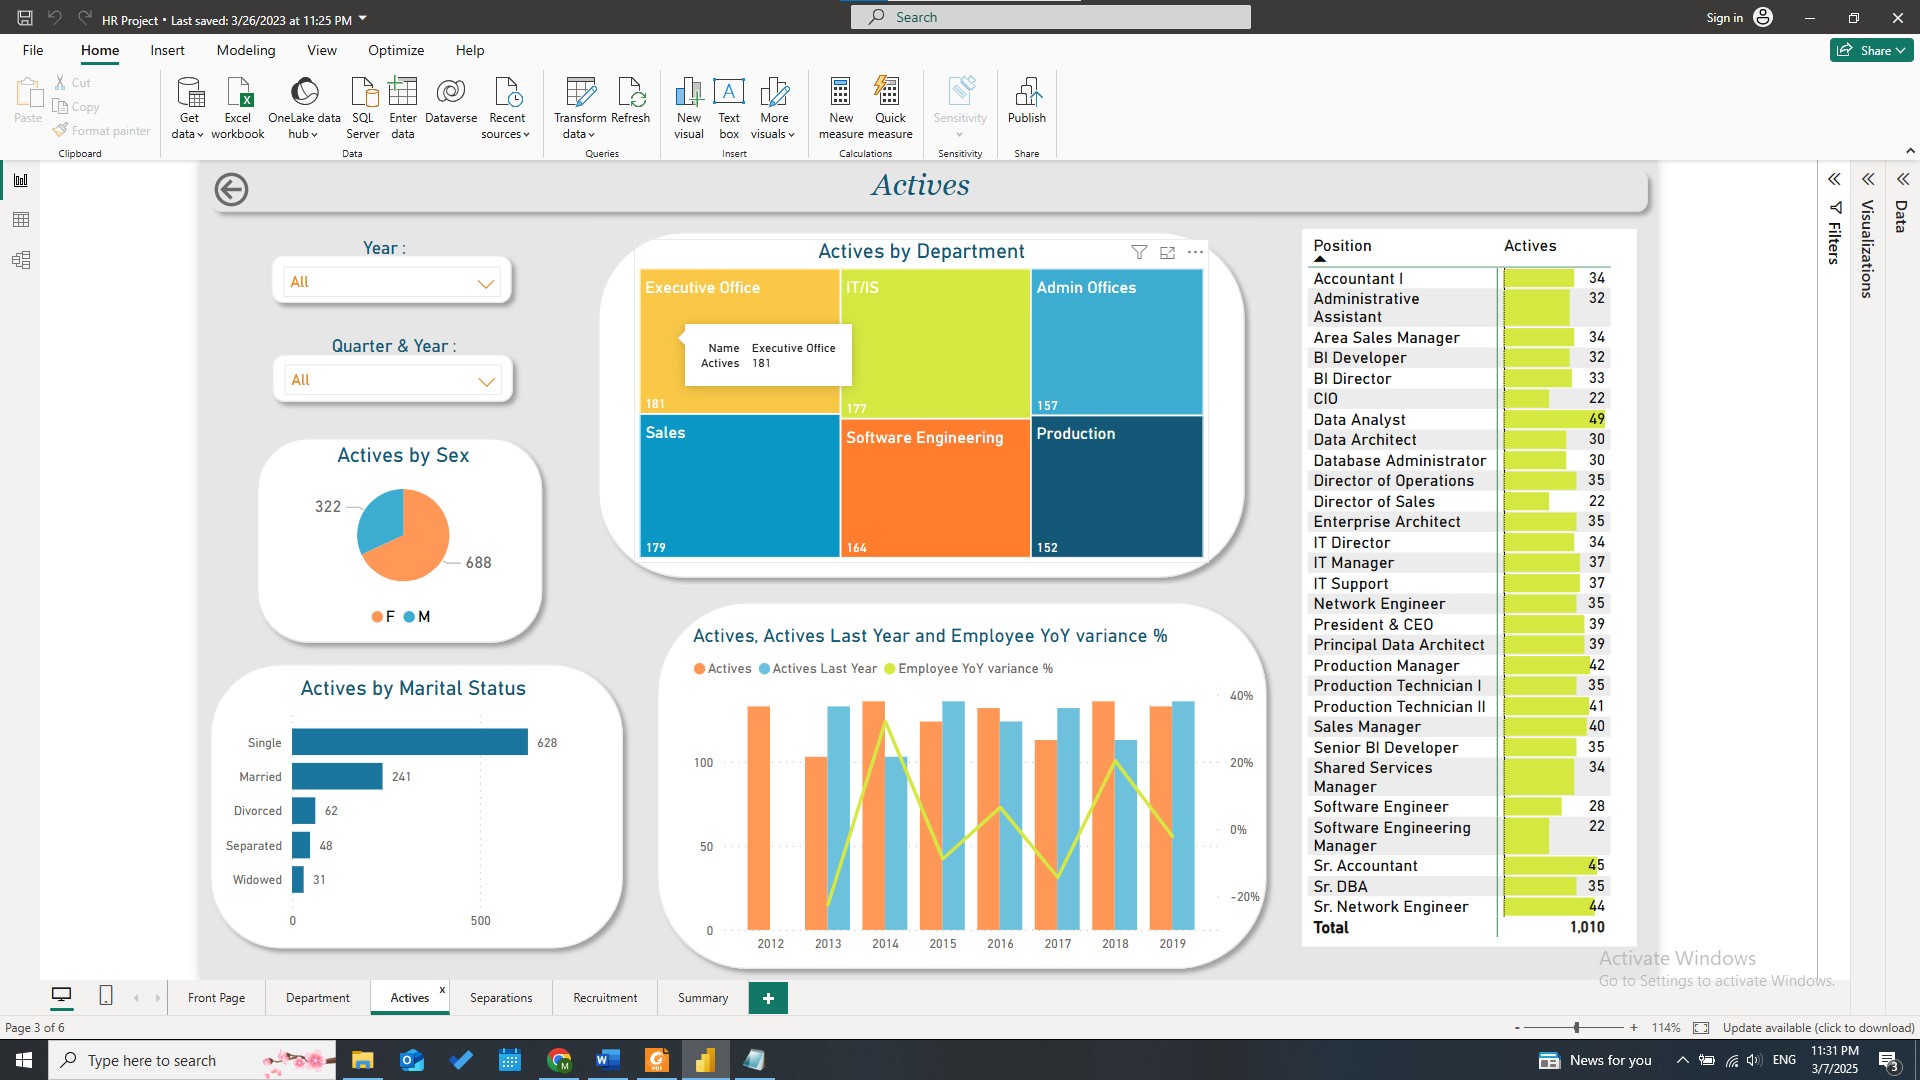 HR Project • Last saved: 3/26/2023 at 11:25 PM
Search
Sign in
File Home Insert Modeling View Optimize Help
Share
Paste
Cut
Copy
Format painter
Clipboard
Get data
Excel workbook
OneLake data hub
SQL Server
Enter data
Dataverse
Recent sources
Data
Transform data
Refresh
Queries
New visual
Text box
More visuals
Insert
New measure
Quick measure
Calculations
Sensitivity
Sensitivity
Publish
Share
Actives
Year :
All
Quarter & Year :
All
Actives by Sex
322
688
F M
Actives by Marital Status
Single 628
Married 241
Divorced 62
Separated 48
Widowed 31
0 500
Actives by Department
Executive Office
181
IT/IS
177
Admin Offices
157
Name Executive Office
Actives 181
Sales
179
Software Engineering
164
Production
152
Actives, Actives Last Year and Employee YoY variance %
Actives Actives Last Year Employee YoY variance %
100
50
0
40%
20%
0%
-20%
2012 2013 2014 2015 2016 2017 2018 2019
Position Actives
Accountant I 34
Administrative Assistant 32
Area Sales Manager 34
BI Developer 32
BI Director 33
CIO 22
Data Analyst 49
Data Architect 30
Database Administrator 30
Director of Operations 35
Director of Sales 22
Enterprise Architect 35
IT Director 34
IT Manager 37
IT Support 37
Network Engineer 35
President & CEO 39
Principal Data Architect 39
Production Manager 42
Production Technician I 35
Production Technician II 41
Sales Manager 40
Senior BI Developer 35
Shared Services Manager 34
Software Engineer 28
Software Engineering Manager 22
Sr. Accountant 45
Sr. DBA 35
Sr. Network Engineer 44
Total 1,010
Filters
Visualizations
Data
Activate Windows
Go to Settings to activate Windows.
Front Page Department Actives x Separations Recruitment Summary +
Page 3 of 6
- + 114%
Update available (click to download)
Type here to search
News for you
ENG
11:31 PM
3/7/2025
3